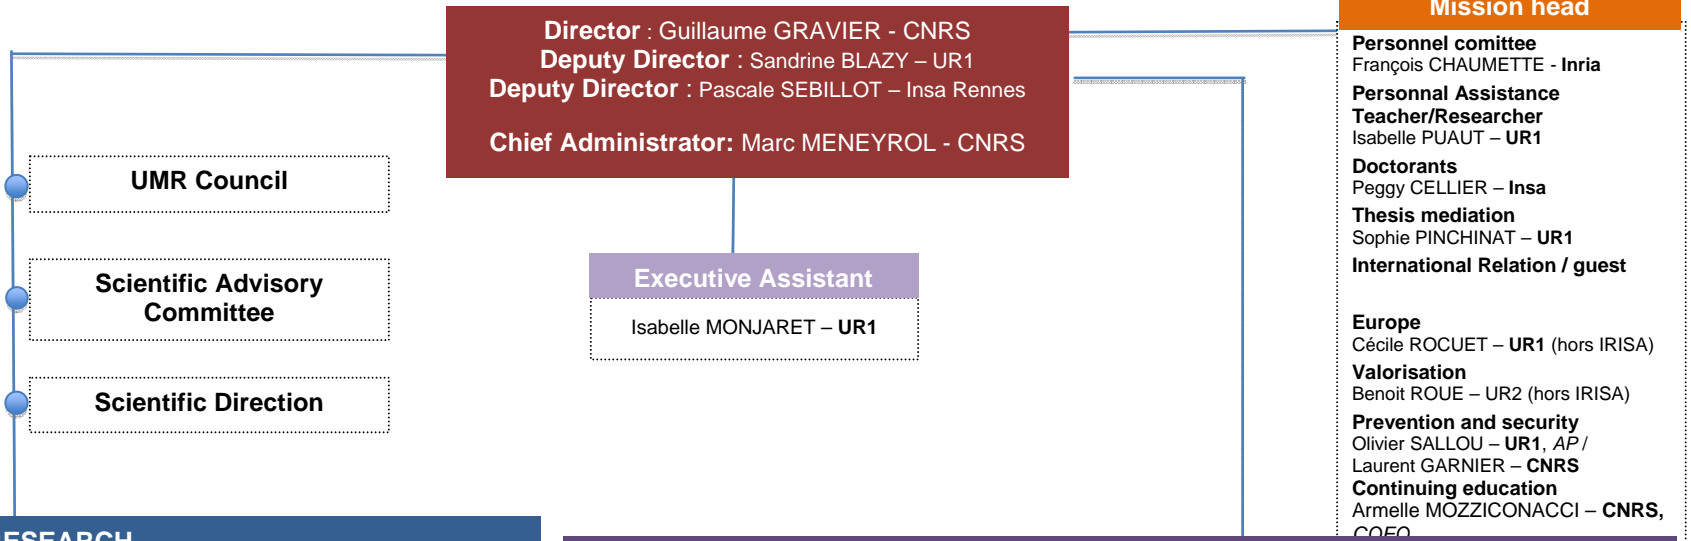 Director : Guillaume GRAVIER - CNRS
Deputy Director : Sandrine BLAZY – UR1
Deputy Director : Pascale SEBILLOT – Insa Rennes
Chief Administrator: Marc MENEYROL - CNRS
UMR Council
Scientific Advisory
Committee
Scientific Direction
Executive Assistant
Isabelle MONJARET – UR1
Mission head
Personnel comittee
François CHAUMETTE - Inria
Personnal Assistance
Teacher/Researcher
Isabelle PUAUT – UR1
Doctorants
Peggy CELLIER – Insa
Thesis mediation
Sophie PINCHINAT – UR1
International Relation / guest
Europe
Cécile ROCUET – UR1 (hors IRISA)
Valorisation
Benoit ROUE – UR2 (hors IRISA)
Prevention and security
Olivier SALLOU – UR1, AP /
Laurent GARNIER – CNRS
Continuing education
Armelle MOZZICONACCI – CNRS,